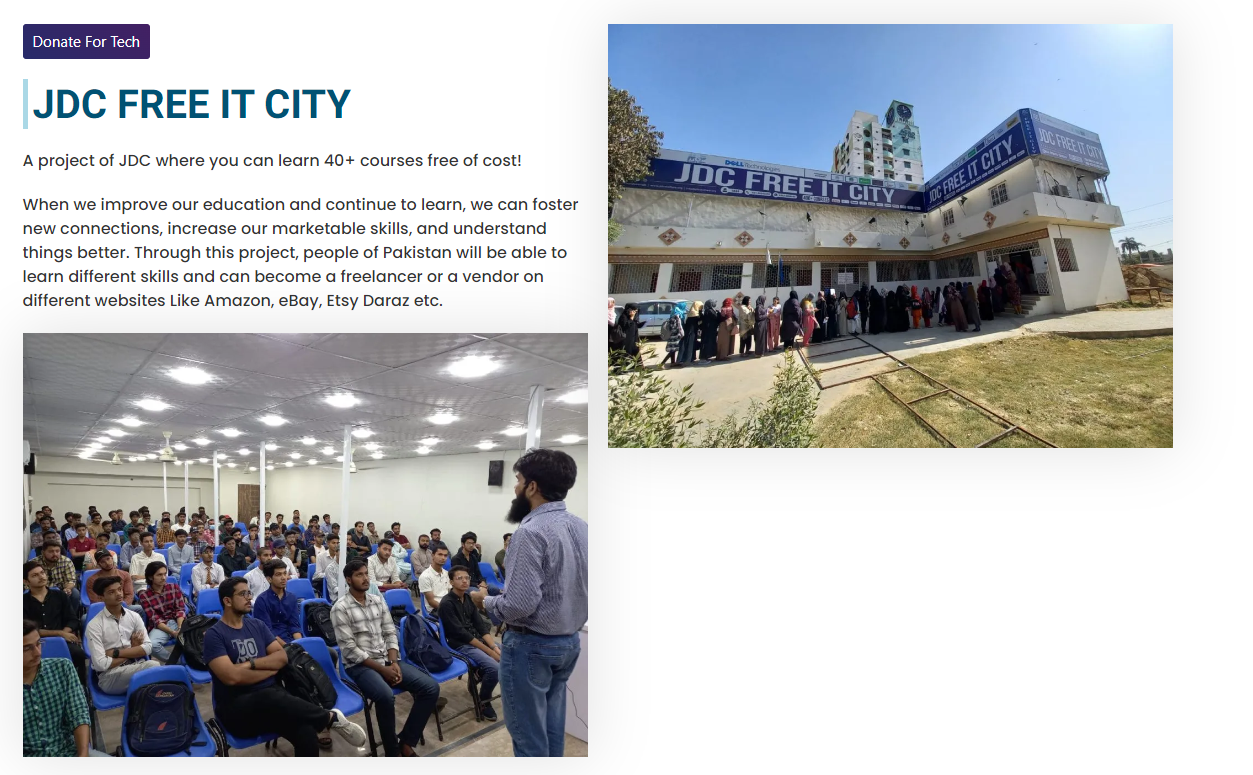 Donate For Tech
JDC FREE IT CITY
A project of JDC where you can learn 40+ courses free of cost!
When we improve our education and continue to learn, we can foster
new connections, increase our marketable skills, and understand
things better. Through this project, people of Pakistan will be able to
learn different skills and can become a freelancer or a vendor on
different websites Like Amazon, eBay, Etsy Daraz etc.
DELL Technologies
JDC FREE IT CITY
JDC FREE IT CITY
JDC FREE IT CITY